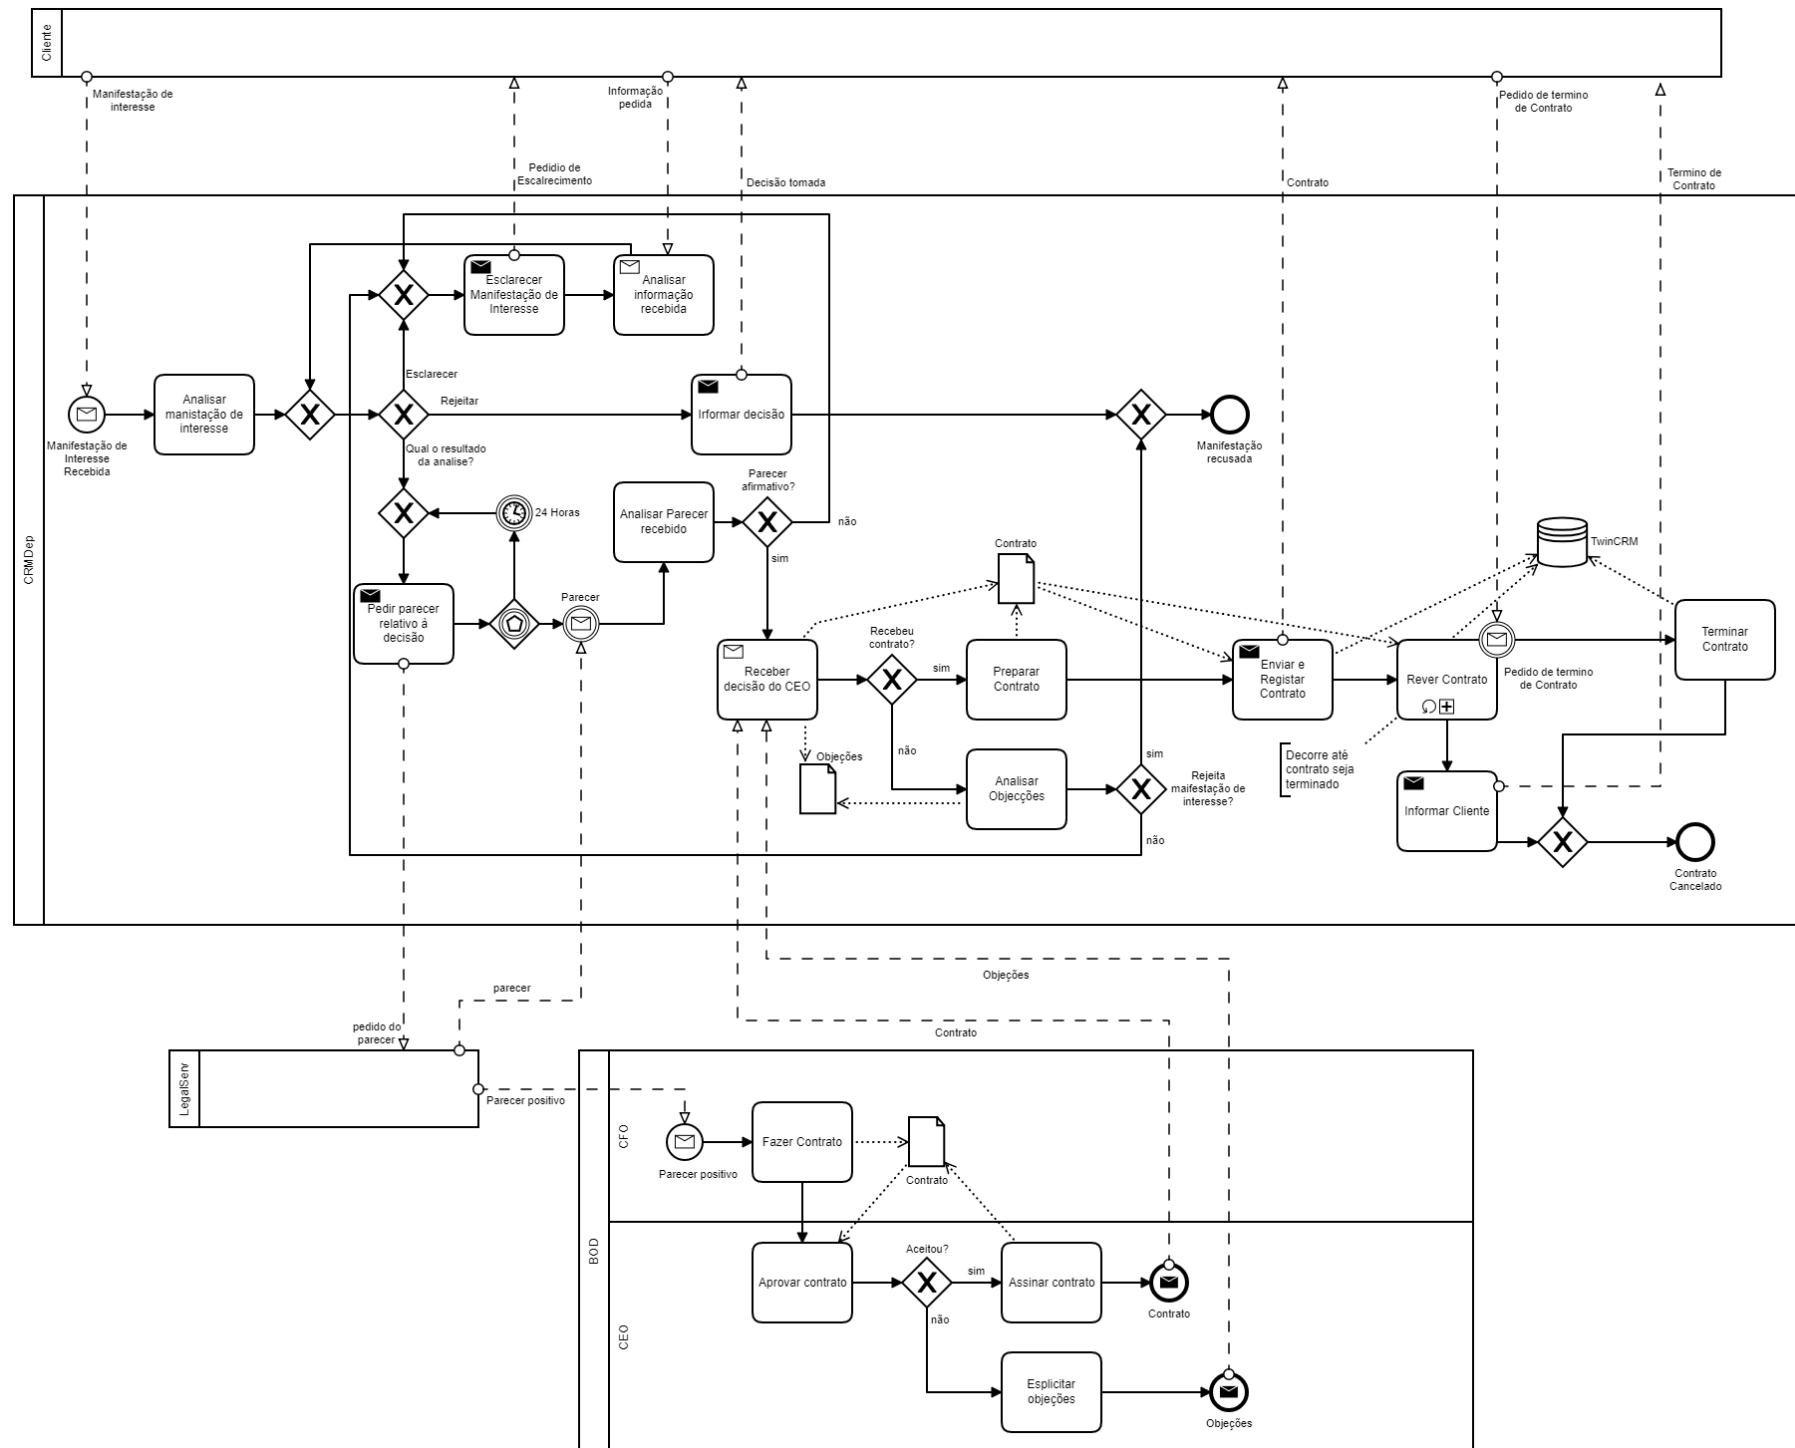 Cliente
Manifestação de
interesse
Informação
pedida
Pedido de termino
de Contrato
Pedidio de
Escalrecimento
Decisão tomada
Contrato
Termino de
Contrato
CRMDep
Esclarecer
Manifestação de
Interesse
Analisar
informação
recebida
Esclarecer
Analisar
manistação de
interesse
Rejeitar
Irformar decisão
Manifestação de
Interesse
Recebida
Qual o resultado
da analise?
Manifestação
recusada
Parecer
afirmativo?
24 Horas
Analisar Parecer
recebido
não
sim
Contrato
TwinCRM
Parecer
Pedir parecer
relativo á
decisão
Recebeu
contrato?
Receber
decisão do CEO
sim
Preparar
Contrato
Enviar e
Registar
Contrato
Rever Contrato
Pedido de termino
de Contrato
Terminar
Contrato
não
Objeções
Analisar
Objecções
sim
Rejeita
maifestação de
interesse?
não
Decorre até
contrato seja
terminado
Informar Cliente
Contrato
Cancelado
Objeções
parecer
pedido do
parecer
Contrato
LegalServ
Parecer positivo
BOD
CFO
Parecer positivo
Fazer Contrato
Contrato
CEO
Aprovar contrato
Aceitou?
sim
não
Assinar contrato
Contrato
Esplicitar
objeções
Objeções